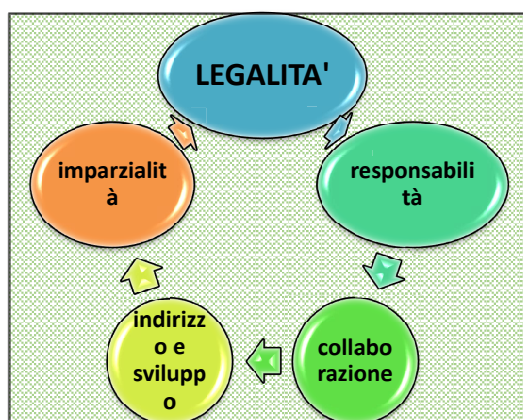 LEGALITA'
imparzialit
à
responsabili
tà
indirizz
o e
svilupp
o
collabo
razione